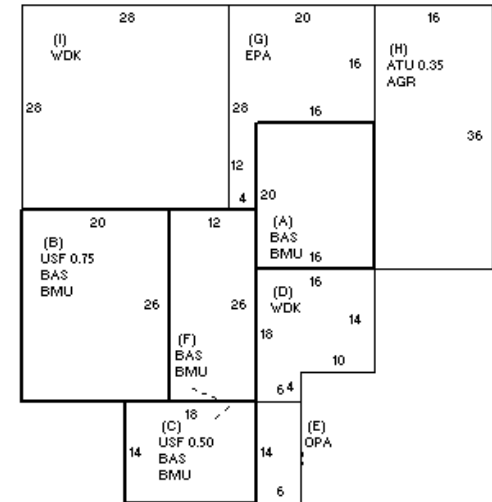 28
20
16
(I)
WDK
(G)
EPA
(H)
ATU 0.35
AGR
16
28
28
16
36
12
4
20
20
12
(A)
BAS
BMU
16
(B)
USF 0.75
BAS
BMU
26
26
(F)
BAS
BMU
16
(D)
WDK
14
18
10
6
4
18
(C)
USF 0.50
BAS
BMU
14
14
(E)
OPA
6